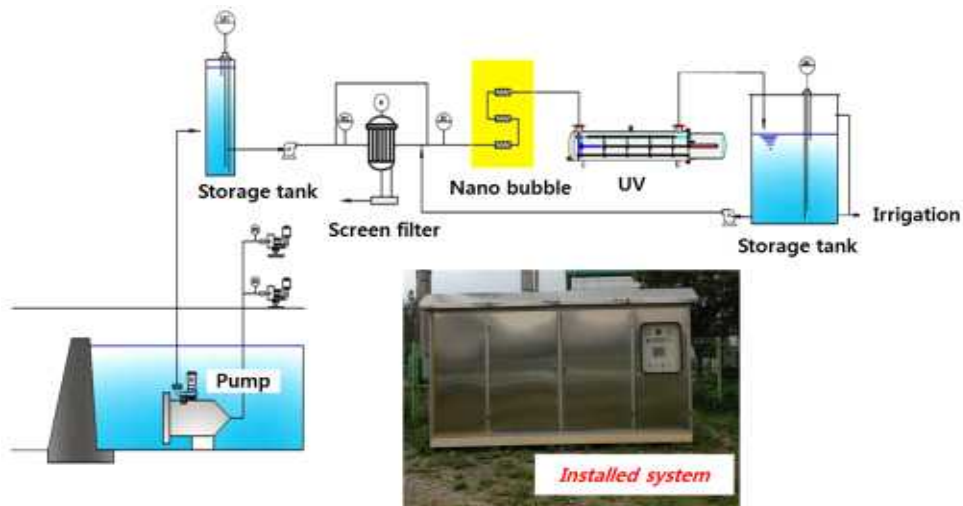 Storage tank
Screen filter
Nano bubble
UV
Storage tank
Irrigation
Pump
Installed system